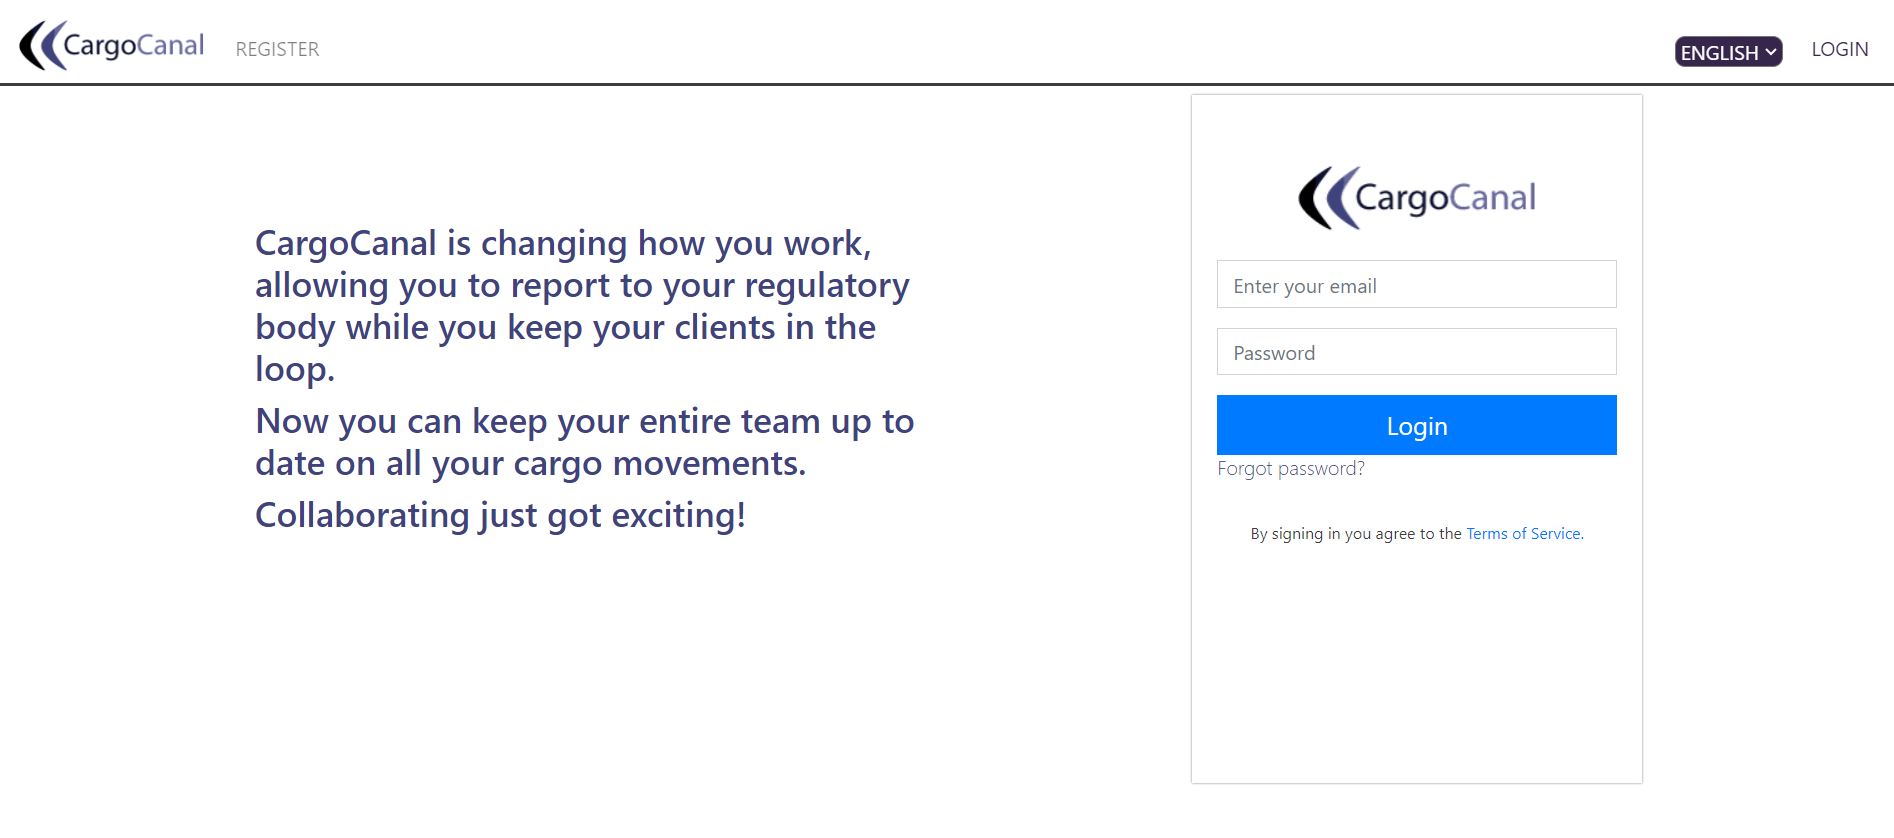 CargoCanal REGISTER ENGLISH LOGIN
CargoCanal is changing how you work,
allowing you to report to your regulatory
body while you keep your clients in the
loop.
Now you can keep your entire team up to
date on all your cargo movements.
Collaborating just got exciting!
CargoCanal
Enter your email
Password
Login
Forgot password?
By signing in you agree to the Terms of Service.